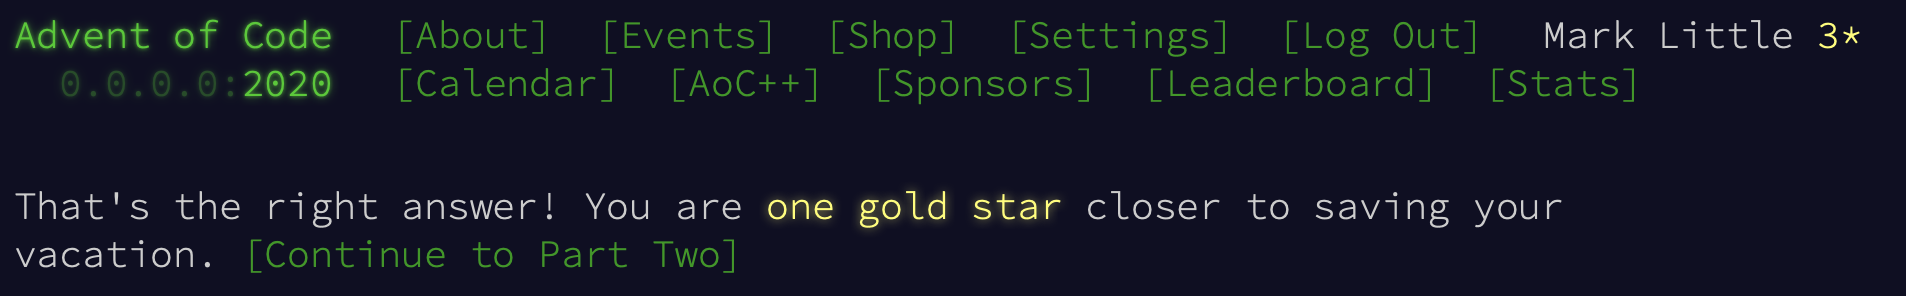 Advent of Code [About] [Events] [Shop] [Settings] [Log Out] Mark Little 3*
0.0.0.0:2020 [Calendar] [AoC++] [Sponsors] [Leaderboard] [Stats]
That's the right answer! You are one gold star closer to saving your
vacation. [Continue to Part Two]